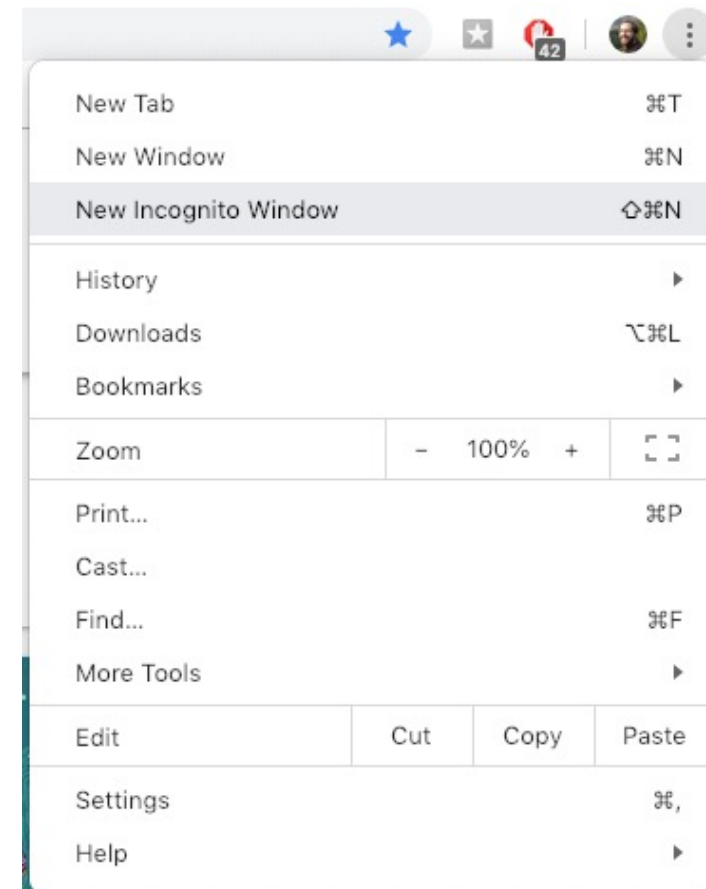 42
New Tab ⌘T
New Window ⌘N
New Incognito Window ⇧⌘N
History
Downloads ⌥⌘L
Bookmarks
Zoom - 100% +
Print... ⌘P
Cast...
Find... ⌘F
More Tools
Edit Cut Copy Paste
Settings ⌘,
Help